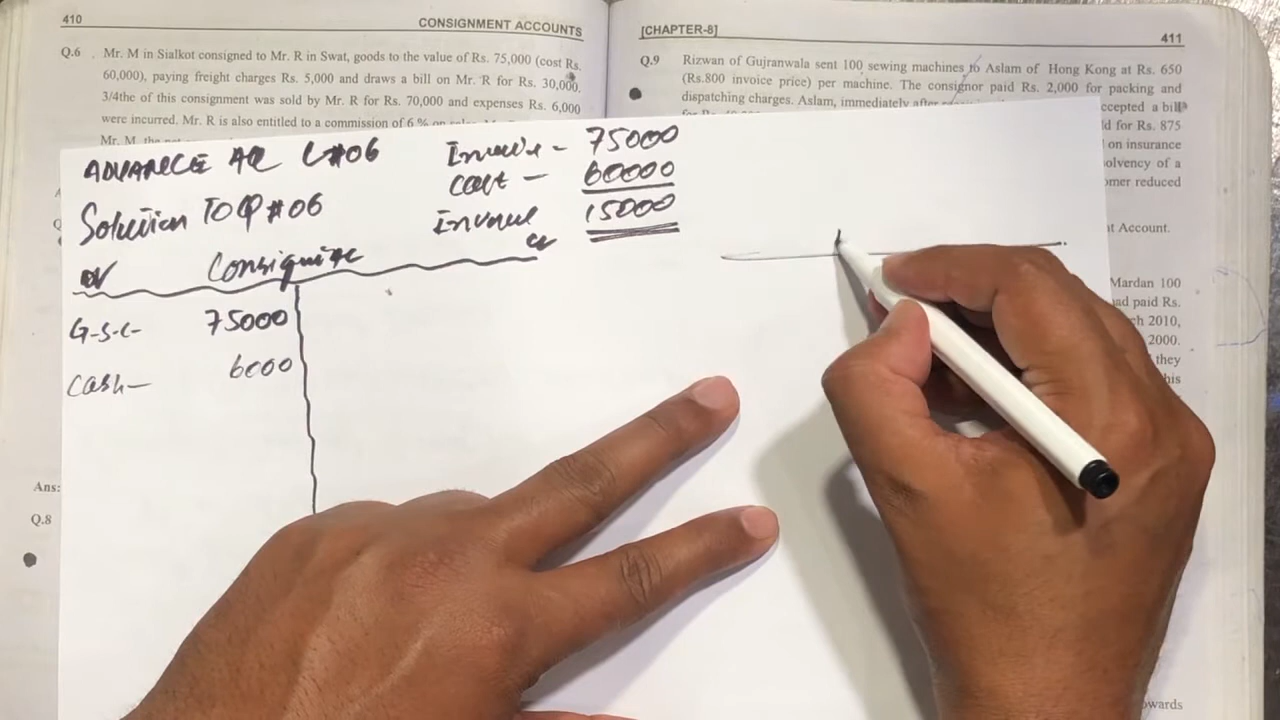 410
CONSIGNMENT ACCOUNTS
Q.6 . Mr. M in Sialkot consigned to Mr. R in Swat, goods to the value of Rs. 75,000 (cost Rs.
60,000), paying freight charges Rs. 5,000 and draws a bill on Mr. R for Rs. 30,000.
3/4the of this consignment was sold by Mr. R for Rs. 70,000 and expenses Rs. 6,000
were incurred. Mr. R is also entitled to a commission of 6 % on
Mr. M
Ans:
Q.8
[CHAPTER-8]
411
Q.9 Rizwan of Gujranwala sent 100 sewing machines to Aslam of Hong Kong at Rs. 650
(Rs.800 invoice price) per machine. The consignor paid Rs. 2,000 for packing and
dispatching charges. Aslam, immediately after
ccepted a bill
d for Rs. 875
on insurance
olvency of a
omer reduced
t Account.
Mardan 100
ad paid Rs.
ch 2010,
2000.
they
his
owards
ADVANCE A/C L#06
Solution TO Q#06
Invoice - 75000
Cost - 60000
15000
Dr
Cr
G-S-C- 75000
Cash- 6000